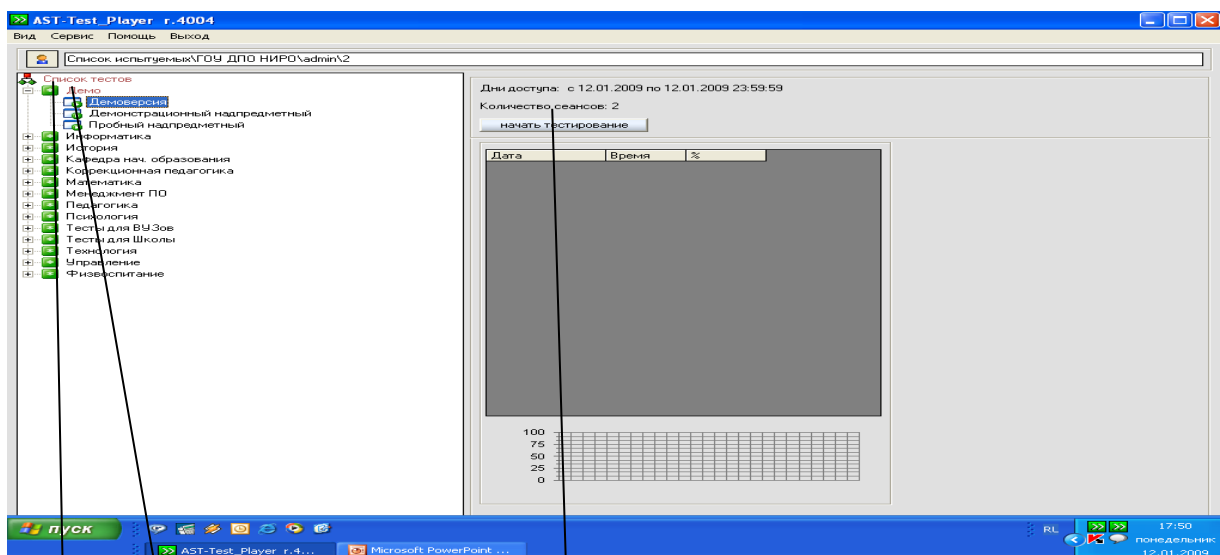 AST-Test_Player r.4004
Вид Сервис Помощь Выход
Список испытуемых\ГОУ ДПО НИРО\admin\2
Список тестов
Демо
Демоверсия
Демонстрационный надпредметный
Пробный надпредметный
Информатика
История
Кафедра нач. образования
Коррекционная педагогика
Математика
Менеджмент ПО
Педагогика
Психология
Тесты для ВУЗов
Тесты для Школы
Технология
Управление
Физвоспитание
Дни доступа: с 12.01.2009 по 12.01.2009 23:59:59
Количество сеансов: 2
начать тестирование
Дата Время %
100
75
50
25
0
пуск
RL
17:50
AST-Test_Player r.4...
Microsoft PowerPoint ...
понедельник
12.01.2009